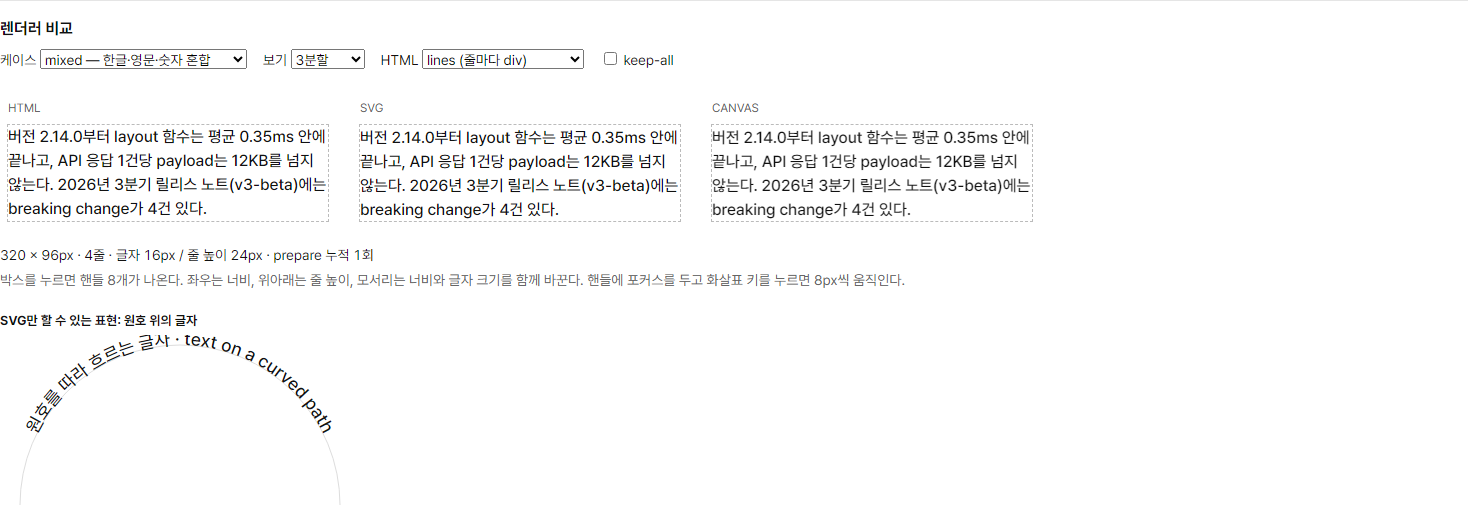 렌더러 비교
케이스 mixed — 한글·영문·숫자 혼합 보기 3분할 HTML lines (줄마다 div) keep-all
HTML
버전 2.14.0부터 layout 함수는 평균 0.35ms 안에
끝나고, API 응답 1건당 payload는 12KB를 넘지
않는다. 2026년 3분기 릴리스 노트(v3-beta)에는
breaking change가 4건 있다.
SVG
버전 2.14.0부터 layout 함수는 평균 0.35ms 안에
끝나고, API 응답 1건당 payload는 12KB를 넘지
않는다. 2026년 3분기 릴리스 노트(v3-beta)에는
breaking change가 4건 있다.
CANVAS
버전 2.14.0부터 layout 함수는 평균 0.35ms 안에
끝나고, API 응답 1건당 payload는 12KB를 넘지
않는다. 2026년 3분기 릴리스 노트(v3-beta)에는
breaking change가 4건 있다.
320 × 96px · 4줄 · 글자 16px / 줄 높이 24px · prepare 누적 1회
박스를 누르면 핸들 8개가 나온다. 좌우는 너비, 위아래는 줄 높이, 모서리는 너비와 글자 크기를 함께 바꾼다. 핸들에 포커스를 두고 화살표 키를 누르면 8px씩 움직인다.
SVG만 할 수 있는 표현: 원호 위의 글자
원호를 따라 흐르는 글자 · text on a curved path